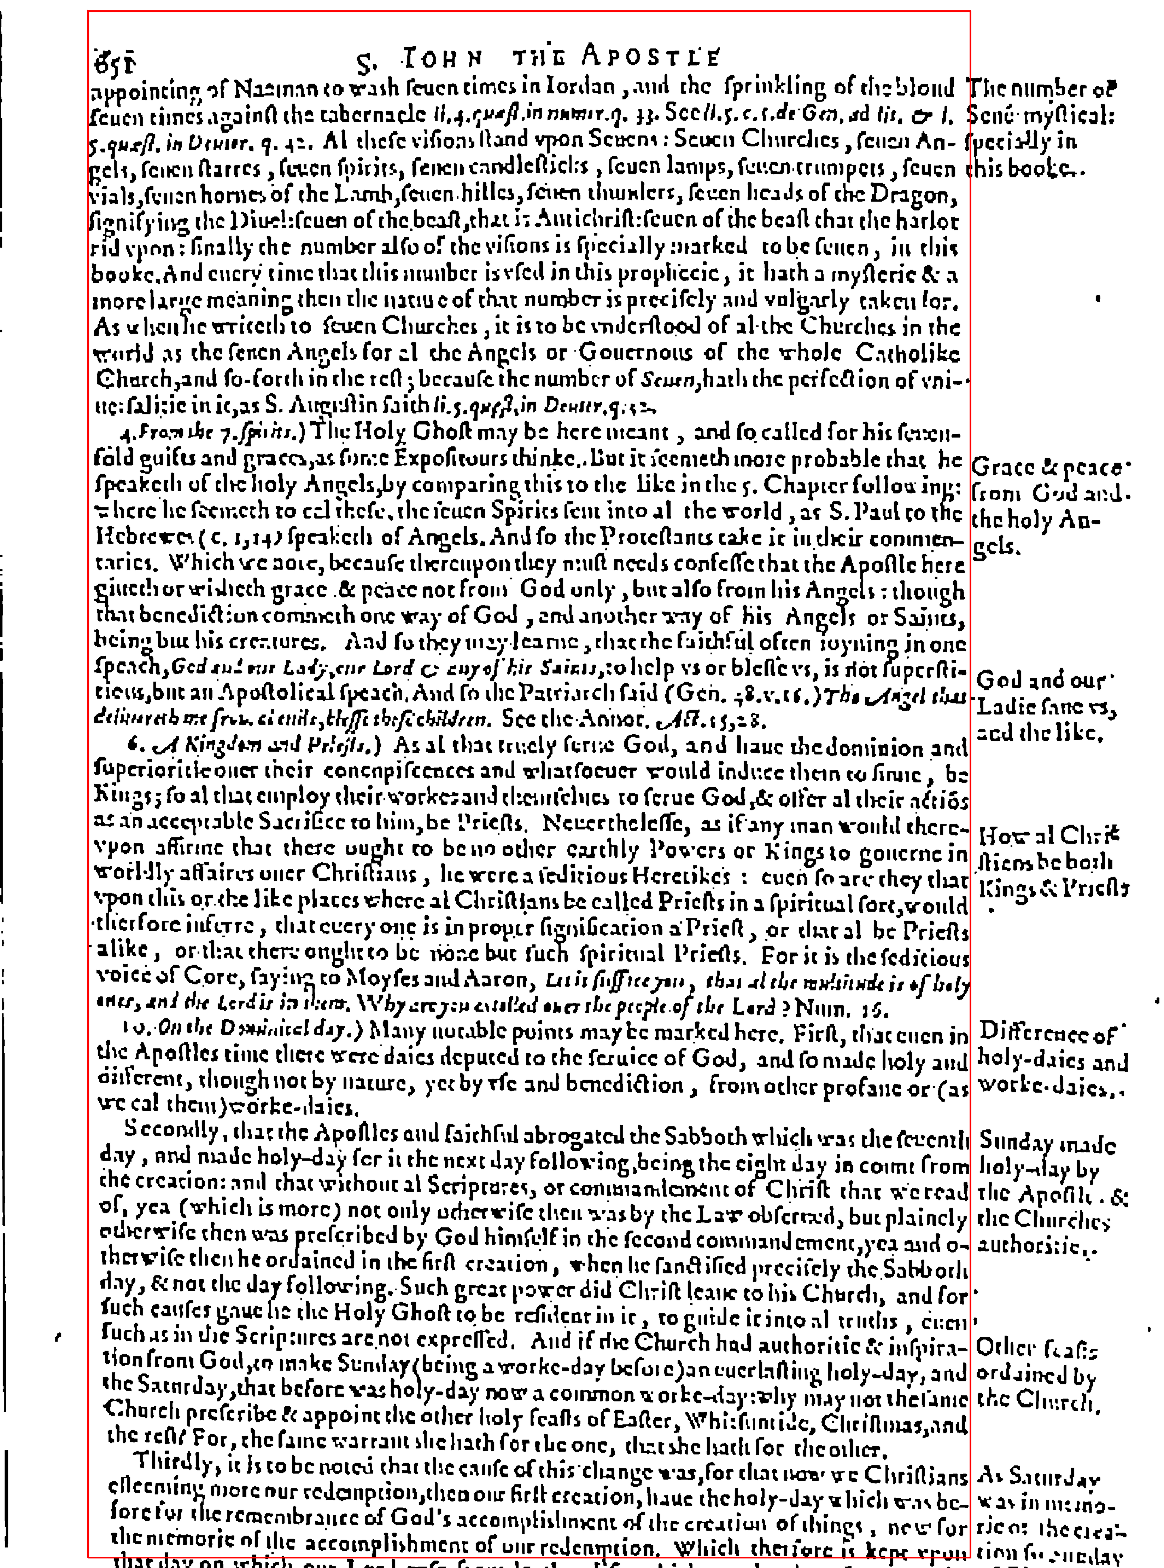 651 S. IOHN THE APOSTLE
appointing of Naaman to wash seuen times in Iordan, and the sprinkling of the bloud
seuen times against the tabernacle li. 4. quæst. in numer. q. 33. See li. 5. c. 5. de Gen. ad lit. & l.
5. quæst. in Deuter. q. 42. Al these visions stand vpon Seuens: Seuen Churches, seuen An-
gels, seuen starres, seuen spirits, seuen candlesticks, seuen lamps, seuen trumpets, seuen
vials, seuen hornes of the Lamb, seuen hilles, seuen thunders, seuen heads of the Dragon,
signifying the Diuel: seuen of the beast, that is Antichrist: seuen of the beast that the harlot
rid vpon: finally the number also of the visions is specially marked to be seuen, in this
booke. And euery time that this number is vsed in this prophecie, it hath a mysterie & a
more large meaning then the nature of that number is precisely and vulgarly taken for.
As when he writeth to seuen Churches, it is to be vnderstood of al the Churches in the
world as the seuen Angels for al the Angels or Gouernous of the whole Catholike
Church, and so-forth in the rest; because the number of Seuen, hath the perfection of vni-
uersalitie in it, as S. Augustin saith li. 5. quæst. in Deuter. q. 42.
4. From the 7. spirits.) The Holy Ghost may be here meant, and so called for his seuen-
fold guifts and graces, as some Expositours thinke. But it seemeth more probable that he
speaketh of the holy Angels, by comparing this to the like in the 5. Chapter following:
where he seemeth to cal these, the seuen Spirits sent into al the world, as S. Paul to the
Hebrewes (c. 1, 14) speaketh of Angels. And so the Protestants take it in their commen-
taries. Which we note, because thereupon they must needs confesse that the Apostle here
giueth or wisheth grace & peace not from God only, but also from his Angels: though
that benediction commeth one way of God, and another way of his Angels or Saints,
being but his creatures. And so they may learne, that the faithful often ioyning in one
speach, God and our Lady, our Lord & any of his Saints, to help vs or blesse vs, is not supersti-
tious, but an Apostolical speach. And so the Patriarch said (Gen. 48. v. 16.) The Angel that
deliuereth me from al euils, blesse these children. See the Annot. Act. 15, 28.
6. A Kingdom and Priests.) As al that truely serue God, and haue the dominion and
superioritie ouer their concupiscences and whatsoeuer would induce them to sinne, be
Kings; so al that employ their workes and themselues to serue God, & offer al their actiōs
as an acceptable Sacrifice to him, be Priests. Neuerthelesse, as if any man would there-
vpon affirme that there ought to be no other earthly Powers or Kings to gouerne in
worldly affaires ouer Christians, he were a seditious Heretike: euen so are they that
vpon this or the like places where al Christians be called Priests in a spiritual sort, would
therfore inferre, that euery one is in proper signification a Priest, or that al be Priests
alike, or that there ought to be none but such spiritual Priests. For it is the seditious
voice of Core, saying to Moyses and Aaron, Let it suffice you, that al the multitude is of holy
ones, and the Lord is in them. Why are you extolled ouer the people of the Lord? Num. 16.
10. On the Dominical day.) Many notable points may be marked here. First, that euen in
the Apostles time there were daies deputed to the seruice of God, and so made holy and
different, though not by nature, yet by vse and benediction, from other profane or (as
we cal them) worke-daies.
Secondly, that the Apostles and faithful abrogated the Sabboth which was the seuenth
day, and made holy-day for it the next day following, being the eight day in count from
the creation: and that without al Scriptures, or commandement of Christ that we read
of, yea (which is more) not only otherwise then was by the Law obserued, but plainely
otherwise then was prescribed by God himself in the second commandement, yea and o-
therwise then he ordained in the first creation, when he sanctified precisely the Sabboth
day, & not the day following. Such great power did Christ leaue to his Church, and for
such causes gaue he the Holy Ghost to be resident in it, to guide it into al truths, euen
such as in the Scriptures are not expressed. And if the Church had authoritie & inspira-
tion from God, to make Sunday (being a worke-day before) an euerlasting holy-day, and
the Saturday, that before was holy-day now a common worke-day: why may not the same
Church prescribe & appoint the other holy feasts of Easter, Whitsuntide, Christmas, and
the rest? For, the same warrant she hath for the one, that she hath for the other.
Thirdly, it is to be noted that the cause of this change was, for that now we Christians
esteeming more our redemption, then our first creation, haue the holy-day which was be-
fore for the remembrance of God's accomplishment of the creation of things, now for
the memorie of the accomplishment of our redemption. Which therfore is kept vpon
that day on which our Lord
The number of
Seuē mystical:
specially in
this booke.
Grace & peace
from God and
the holy An-
gels.
God and our
Ladie saue vs,
and the like.
How al Chri-
stiens be both
Kings & Priests
Difference of
holy-daies and
worke-daies.
Sunday made
holy-day by
the Apostl. &
the Churches
authoritie.
Other feasts
ordained by
the Church.
As Saturday
was in memo-
rie of the crea-
tion so sunday